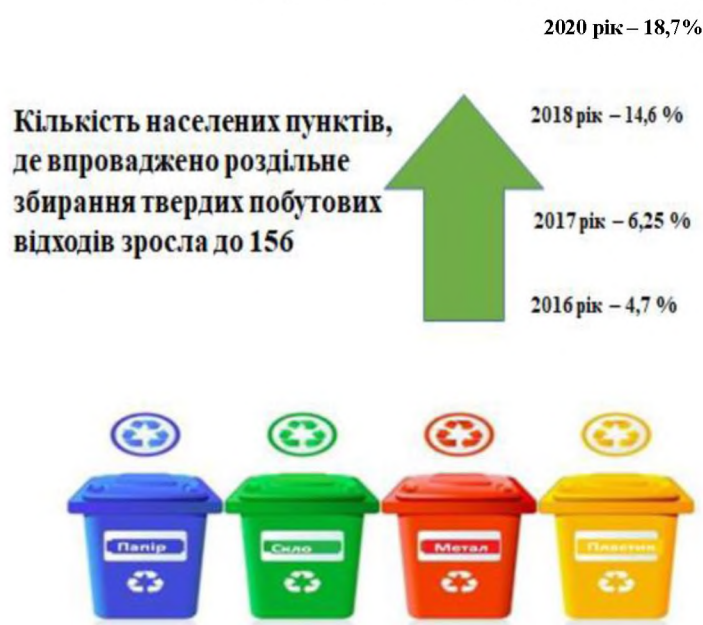 2020 рік – 18,7%
Кількість населених пунктів,
де впроваджено роздільне
збирання твердих побутових
відходів зросла до 156
2018 рік – 14,6 %
2017 рік – 6,25 %
2016 рік – 4,7 %
Папір
Скло
Метал
Пластик